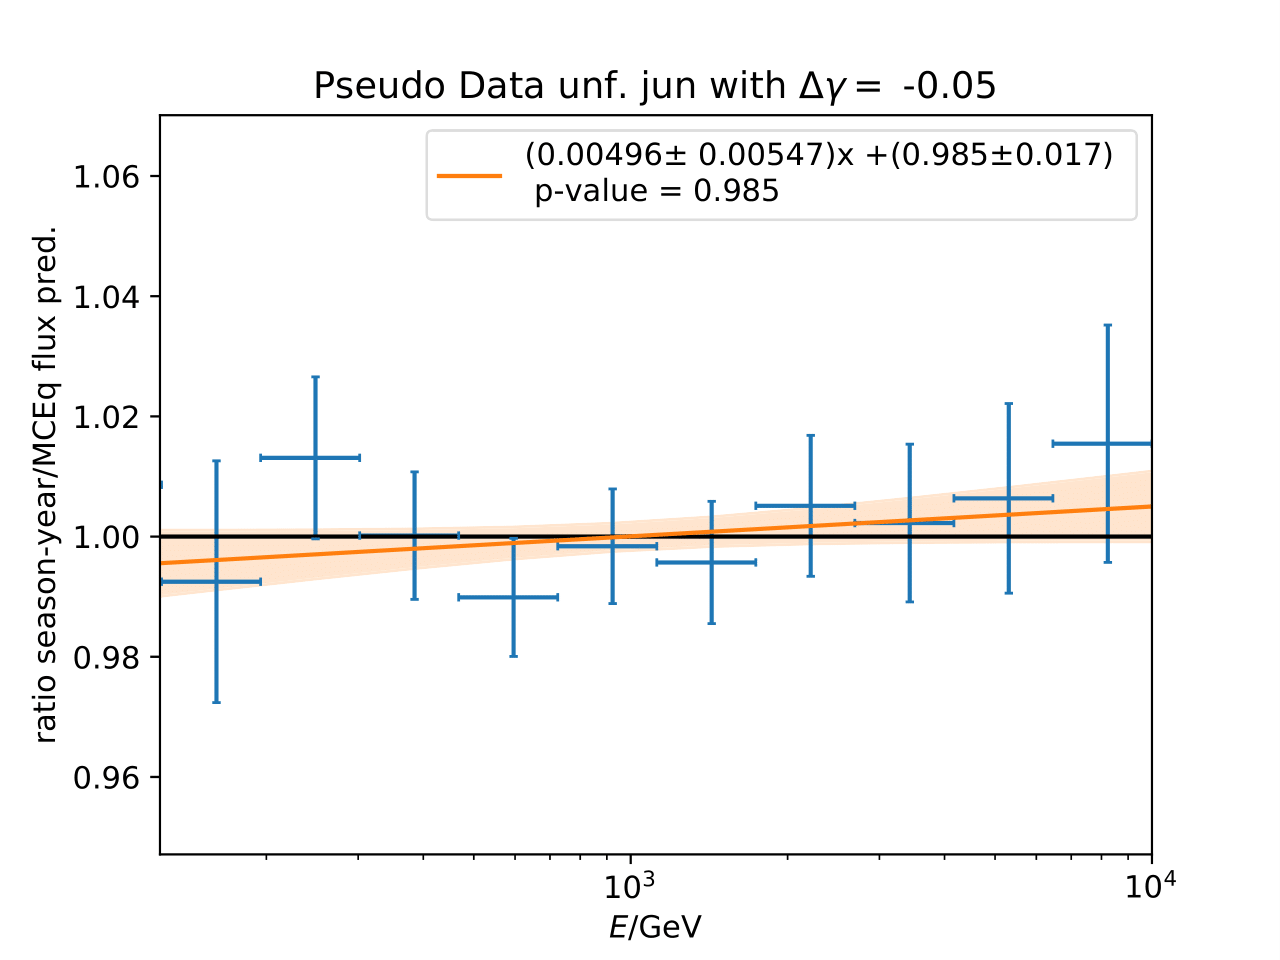 Pseudo Data unf. jun with Δγ = -0.05
(0.00496± 0.00547)x +(0.985±0.017)
p-value = 0.985
ratio season-year/MCEq flux pred.
1.06
1.04
1.02
1.00
0.98
0.96
10³
10⁴
E/GeV